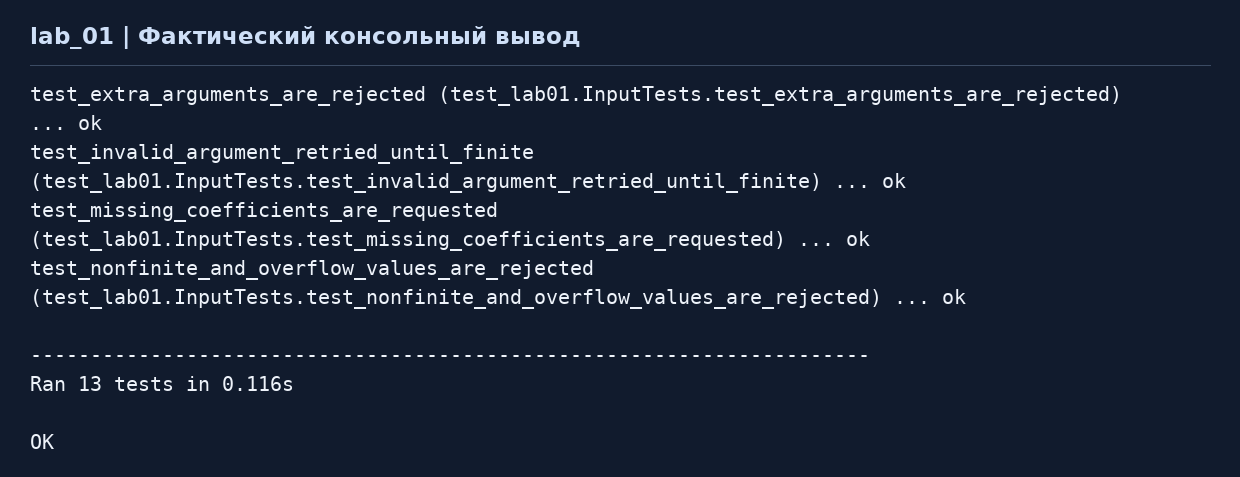 lab_01 | Фактический консольный вывод
test_extra_arguments_are_rejected (test_lab01.InputTests.test_extra_arguments_are_rejected)
... ok
test_invalid_argument_retried_until_finite
(test_lab01.InputTests.test_invalid_argument_retried_until_finite) ... ok
test_missing_coefficients_are_requested
(test_lab01.InputTests.test_missing_coefficients_are_requested) ... ok
test_nonfinite_and_overflow_values_are_rejected
(test_lab01.InputTests.test_nonfinite_and_overflow_values_are_rejected) ... ok
----------------------------------------------------------------------
Ran 13 tests in 0.116s
OK